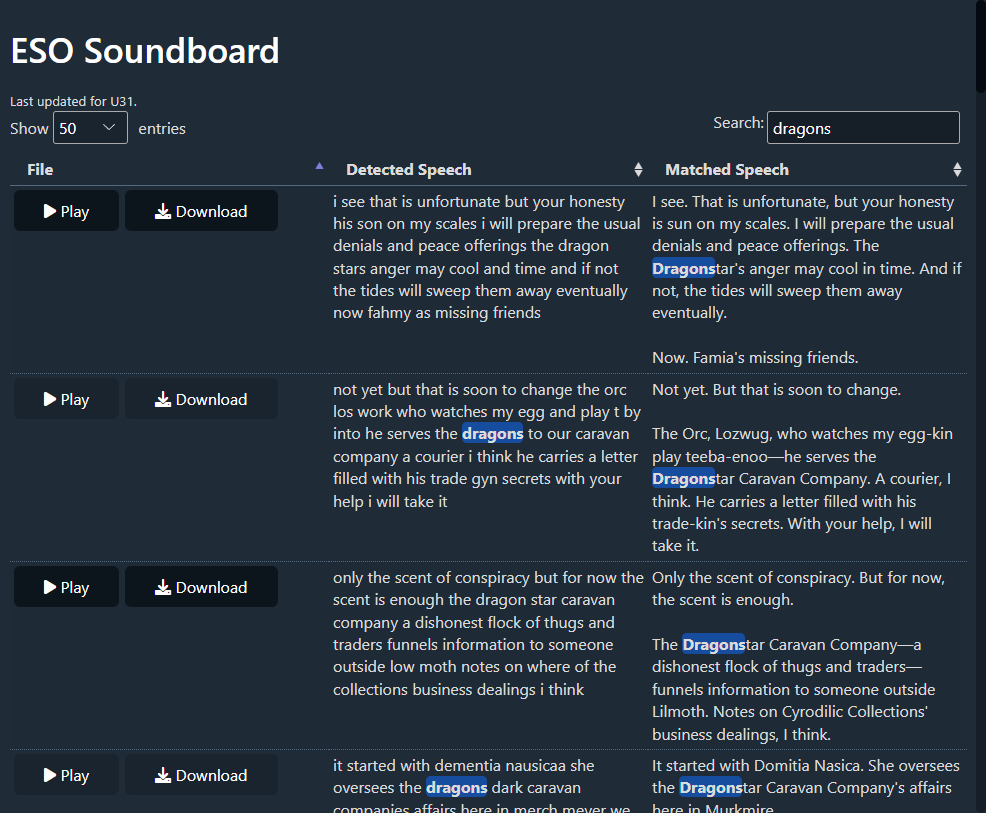 ESO Soundboard
Last updated for U31.
Show 50 entries
Search: dragons
File
Detected Speech
Matched Speech
Play
Download
i see that is unfortunate but your honesty
his son on my scales i will prepare the usual
denials and peace offerings the dragon
stars anger may cool and time and if not
the tides will sweep them away eventually
now fahmy as missing friends
I see. That is unfortunate, but your honesty
is sun on my scales. I will prepare the usual
denials and peace offerings. The
Dragonstar's anger may cool in time. And if
not, the tides will sweep them away
eventually.
Now. Famia's missing friends.
Play
Download
not yet but that is soon to change the orc
los work who watches my egg and play t by
into he serves the dragons to our caravan
company a courier i think he carries a letter
filled with his trade gyn secrets with your
help i will take it
Not yet. But that is soon to change.
The Orc, Lozwug, who watches my egg-kin
play teeba-enoo—he serves the
Dragonstar Caravan Company. A courier, I
think. He carries a letter filled with his
trade-kin's secrets. With your help, I will
take it.
Play
Download
only the scent of conspiracy but for now the
scent is enough the dragon star caravan
company a dishonest flock of thugs and
traders funnels information to someone
outside low moth notes on where of the
collections business dealings i think
Only the scent of conspiracy. But for now,
the scent is enough.
The Dragonstar Caravan Company—a
dishonest flock of thugs and traders—
funnels information to someone outside
Lilmoth. Notes on Cyrodilic Collections'
business dealings, I think.
Play
Download
it started with dementia nausicaa she
oversees the dragons dark caravan
companies affairs here in merch meyer we
It started with Domitia Nasica. She oversees
the Dragonstar Caravan Company's affairs
here in Murkmire.